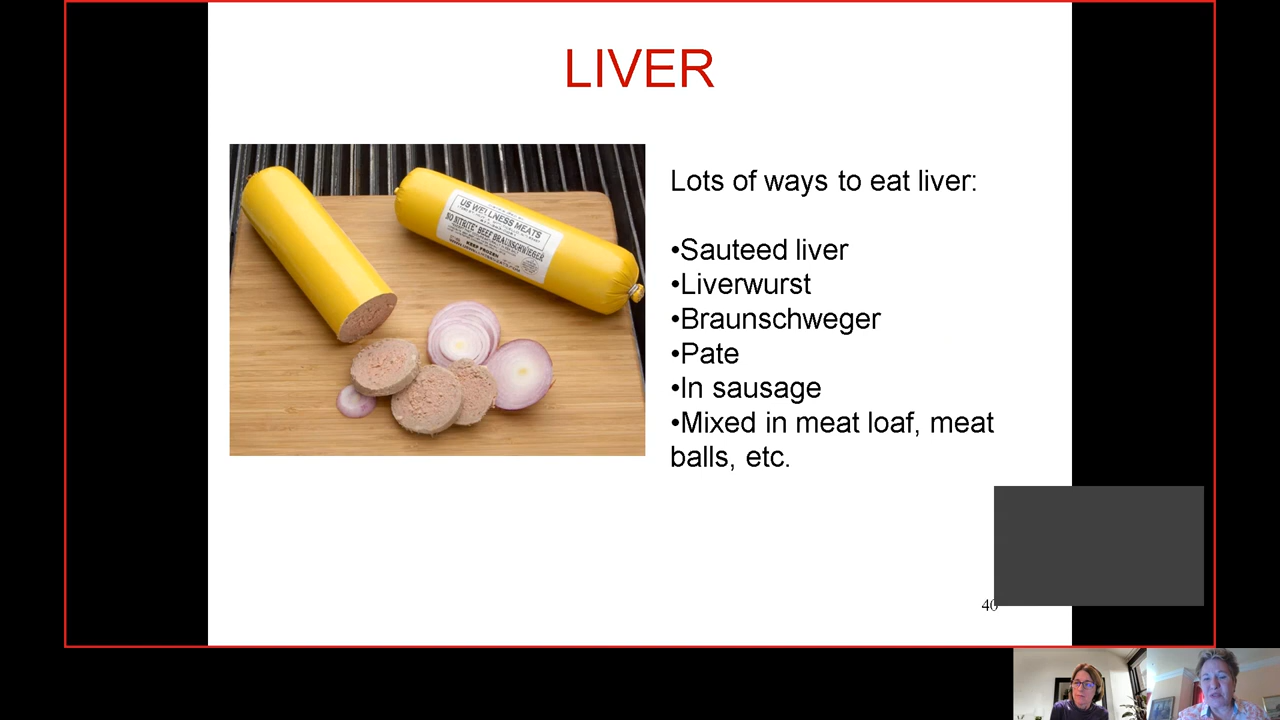 LIVER
Lots of ways to eat liver:
•Sauteed liver
•Liverwurst
•Braunschweger
•Pate
•In sausage
•Mixed in meat loaf, meat
balls, etc.
US WELLNESS MEATS
NO NITRITE BEEF BRAUNSCHWEIGER
KEEP FROZEN
40